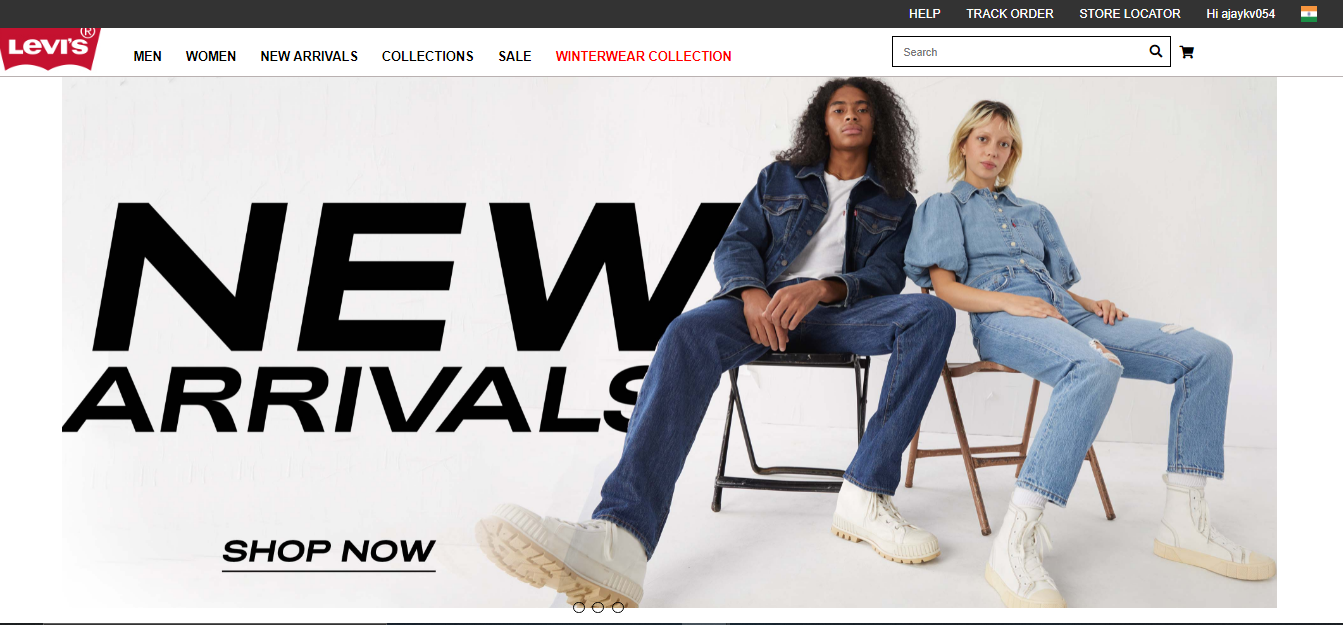 HELP TRACK ORDER STORE LOCATOR Hi ajaykv054
LEVI'S®
MEN WOMEN NEW ARRIVALS COLLECTIONS SALE WINTERWEAR COLLECTION
Search
NEW
ARRIVALS
SHOP NOW